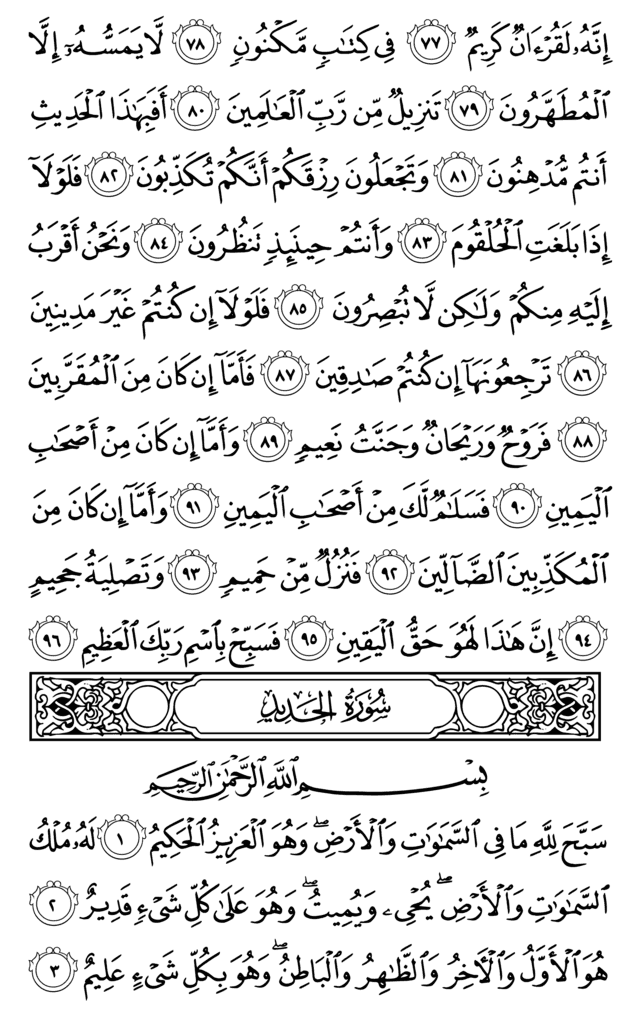 إِنَّهُۥ لَقُرۡءَانٞ كَرِيمٞ ٧٧ فِي كِتَٰبٖ مَّكۡنُونٖ ٧٨ لَّا يَمَسُّهُۥٓ إِلَّا
ٱلۡمُطَهَّرُونَ ٧٩ تَنزِيلٞ مِّن رَّبِّ ٱلۡعَٰلَمِينَ ٨٠ أَفَبِهَٰذَا ٱلۡحَدِيثِ
أَنتُم مُّدۡهِنُونَ ٨١ وَتَجۡعَلُونَ رِزۡقَكُمۡ أَنَّكُمۡ تُكَذِّبُونَ ٨٢ فَلَوۡلَآ
إِذَا بَلَغَتِ ٱلۡحُلۡقُومَ ٨٣ وَأَنتُمۡ حِينَئِذٖ تَنظُرُونَ ٨٤ وَنَحۡنُ أَقۡرَبُ
إِلَيۡهِ مِنكُمۡ وَلَٰكِن لَّا تُبۡصِرُونَ ٨٥ فَلَوۡلَآ إِن كُنتُمۡ غَيۡرَ مَدِينِينَ
٨٦ تَرۡجِعُونَهَآ إِن كُنتُمۡ صَٰدِقِينَ ٨٧ فَأَمَّآ إِن كَانَ مِنَ ٱلۡمُقَرَّبِينَ
٨٨ فَرَوۡحٞ وَرَيۡحَانٞ وَجَنَّتُ نَعِيمٖ ٨٩ وَأَمَّآ إِن كَانَ مِنۡ أَصۡحَٰبِ
ٱلۡيَمِينِ ٩٠ فَسَلَٰمٞ لَّكَ مِنۡ أَصۡحَٰبِ ٱلۡيَمِينِ ٩١ وَأَمَّآ إِن كَانَ مِنَ
ٱلۡمُكَذِّبِينَ ٱلضَّآلِّينَ ٩٢ فَنُزُلٞ مِّنۡ حَمِيمٖ ٩٣ وَتَصۡلِيَةُ جَحِيمٍ
٩٤ إِنَّ هَٰذَا لَهُوَ حَقُّ ٱلۡيَقِينِ ٩٥ فَسَبِّحۡ بِٱسۡمِ رَبِّكَ ٱلۡعَظِيمِ ٩٦
سُورَةُ الحَدِيدِ
بِسۡمِ ٱللَّهِ ٱلرَّحۡمَٰنِ ٱلرَّحِيمِ
سَبَّحَ لِلَّهِ مَا فِي ٱلسَّمَٰوَٰتِ وَٱلۡأَرۡضِۖ وَهُوَ ٱلۡعَزِيزُ ٱلۡحَكِيمُ ١ لَهُۥ مُلۡكُ
ٱلسَّمَٰوَٰتِ وَٱلۡأَرۡضِۖ يُحۡيِۦ وَيُمِيتُۖ وَهُوَ عَلَىٰ كُلِّ شَيۡءٖ قَدِيرٌ ٢
هُوَ ٱلۡأَوَّلُ وَٱلۡأٓخِرُ وَٱلظَّٰهِرُ وَٱلۡبَاطِنُۖ وَهُوَ بِكُلِّ شَيۡءٍ عَلِيمٌ ٣